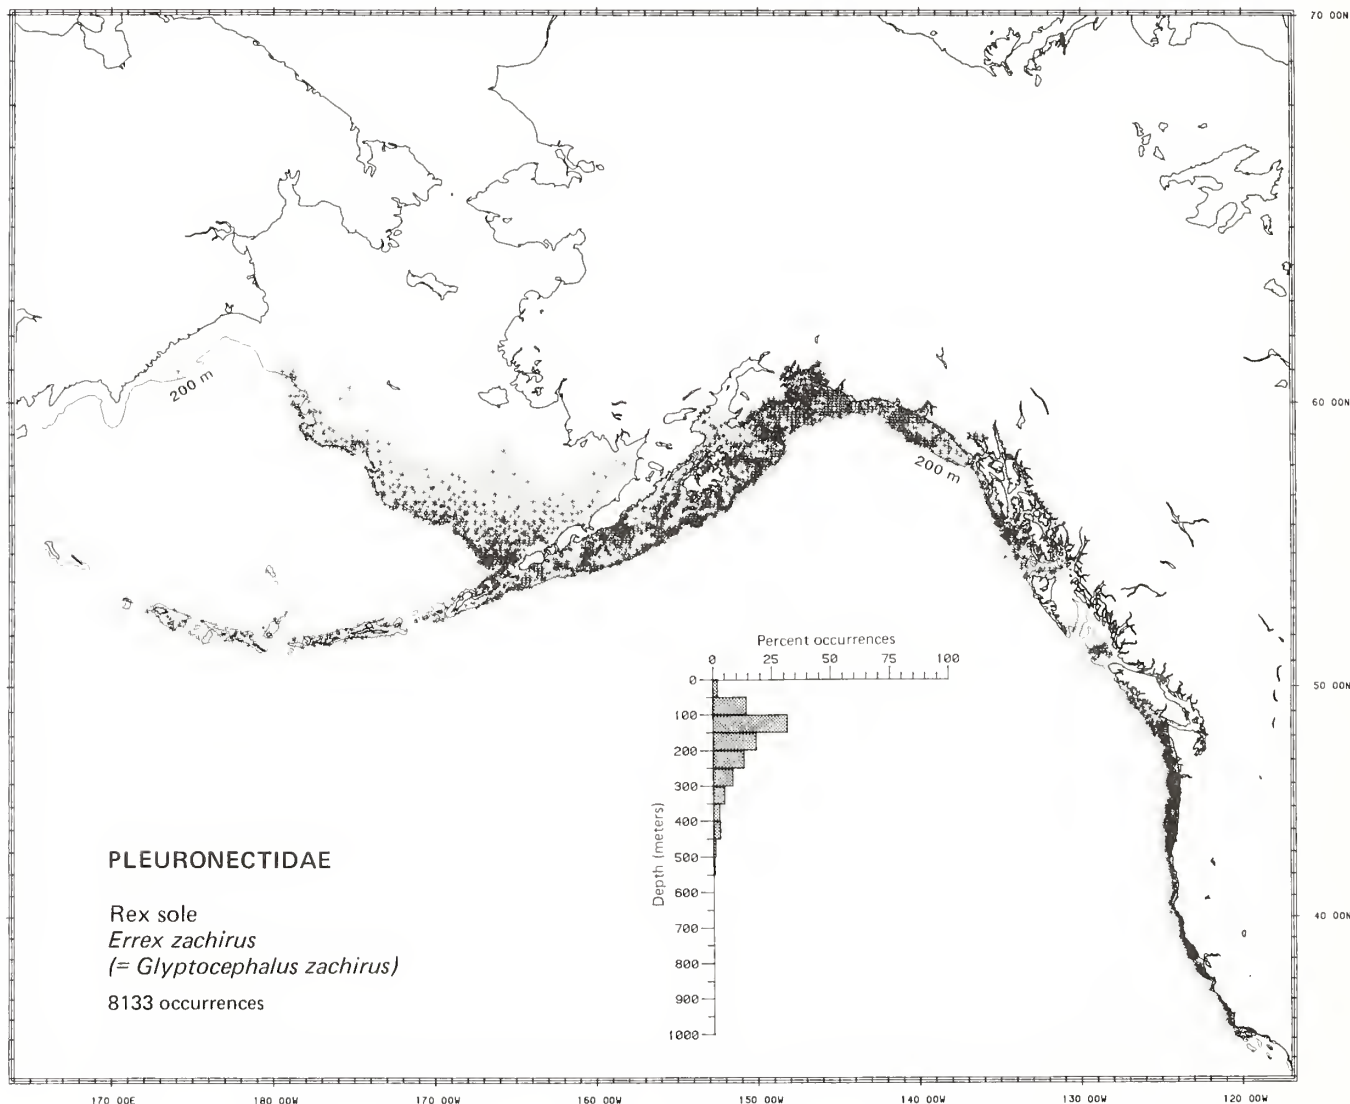 70 00N
200 m
60 00N
200 m
Percent occurrences
0 25 50 75 100
0
100
200
300
400
500
600
700
800
900
1000
Depth (meters)
50 00N
40 00N
PLEURONECTIDAE
Rex sole
Errex zachirus
(= Glyptocephalus zachirus)
8133 occurrences
170 00E 180 00W 170 00W 160 00W 150 00W 140 00W 130 00W 120 00W